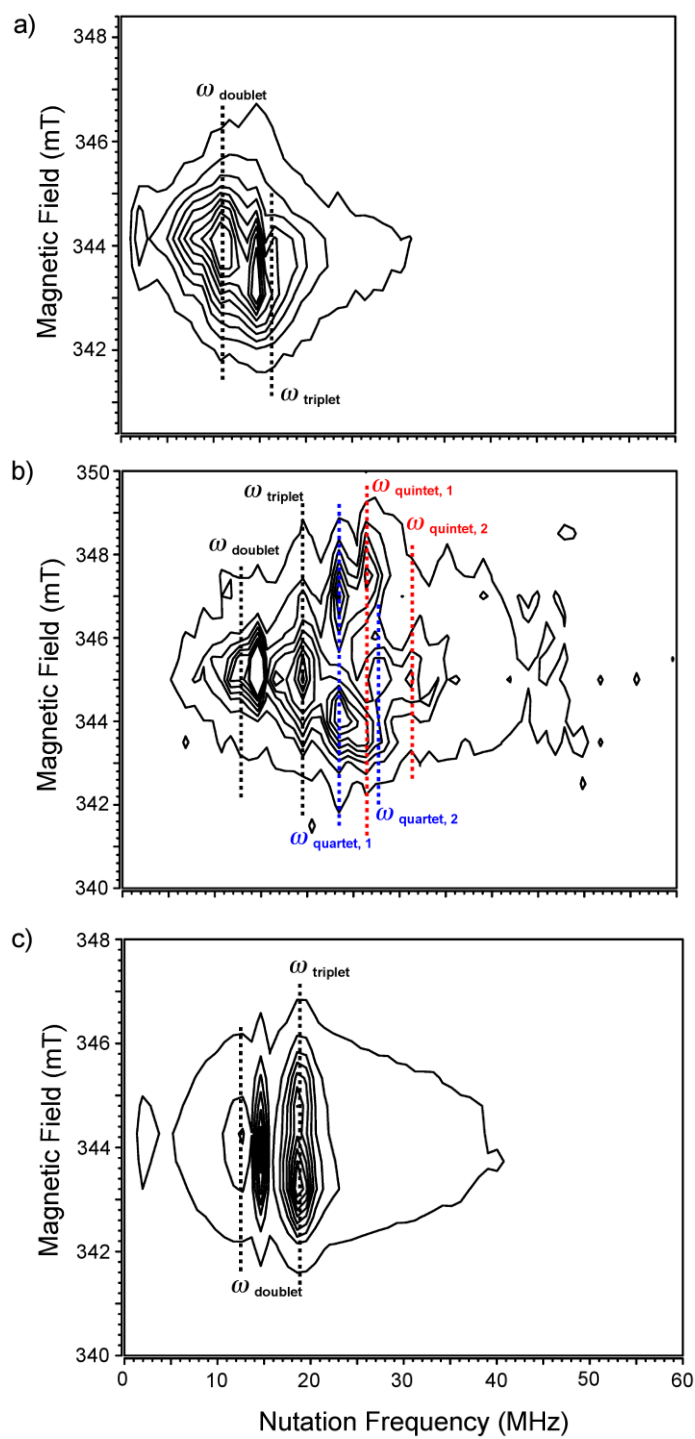 a)
348
346
344
342
Magnetic Field (mT)
ω doublet
ω triplet
b)
350
348
346
344
342
340
Magnetic Field (mT)
ω triplet
ω quintet, 1
ω doublet
ω quintet, 2
ω quartet, 1
ω quartet, 2
c)
348
346
344
342
340
Magnetic Field (mT)
ω triplet
ω doublet
0 10 20 30 40 50 60
Nutation Frequency (MHz)